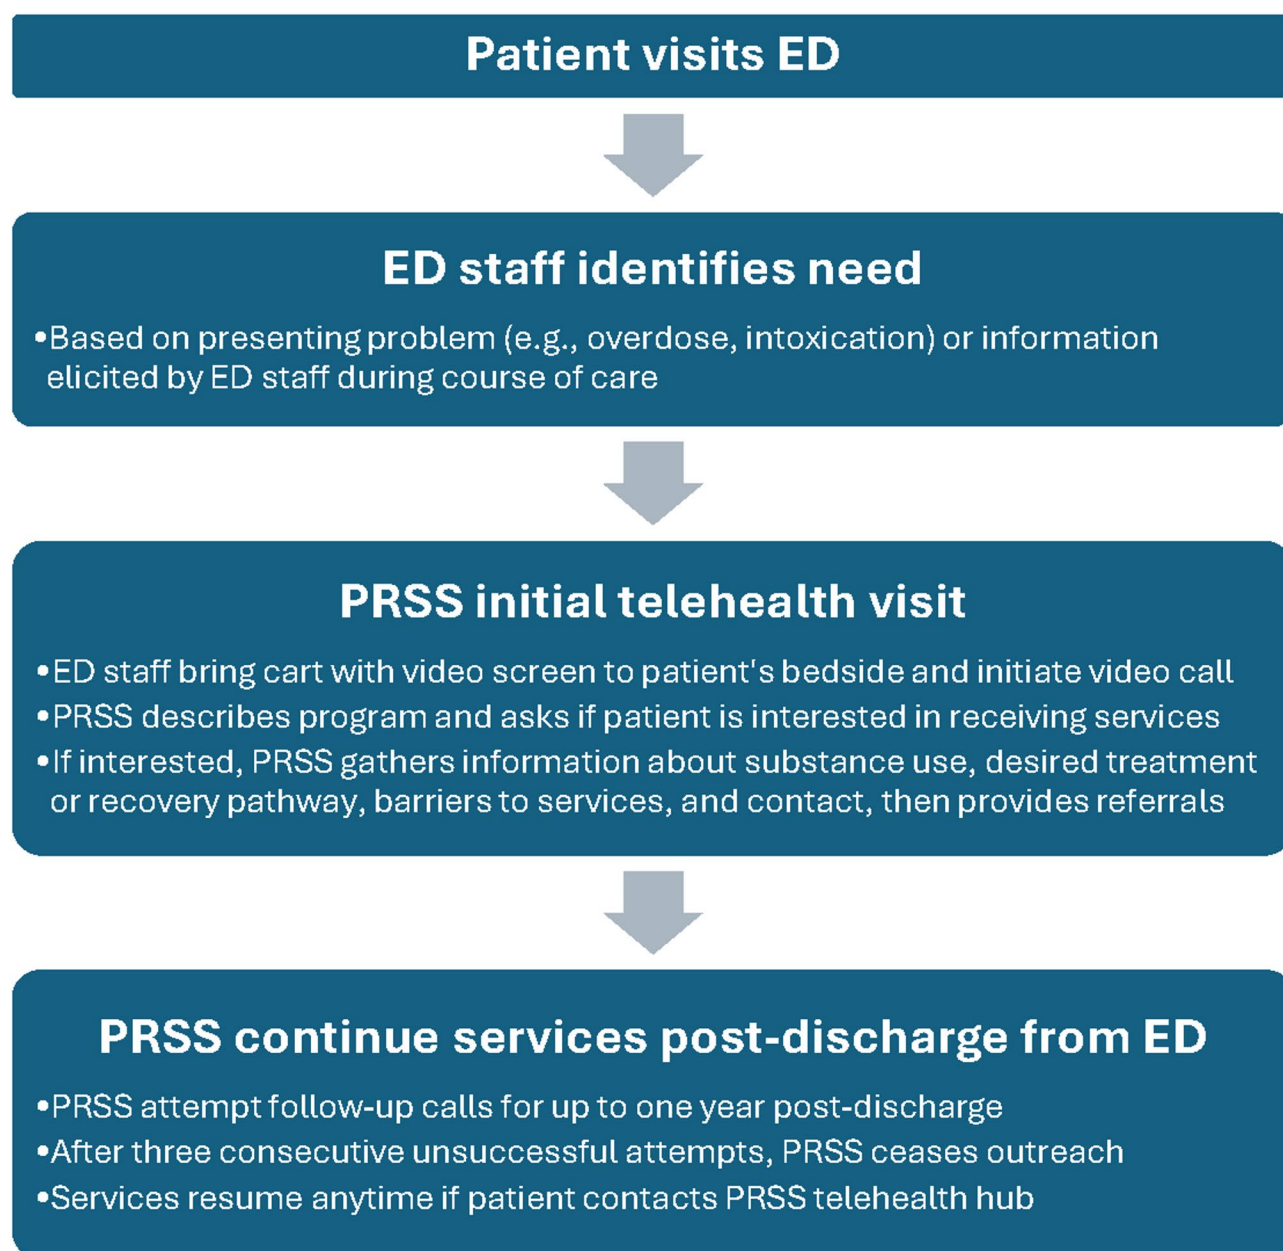 Patient visits ED
ED staff identifies need
•Based on presenting problem (e.g., overdose, intoxication) or information
elicited by ED staff during course of care
PRSS initial telehealth visit
•ED staff bring cart with video screen to patient's bedside and initiate video call
•PRSS describes program and asks if patient is interested in receiving services
•If interested, PRSS gathers information about substance use, desired treatment
or recovery pathway, barriers to services, and contact, then provides referrals
PRSS continue services post-discharge from ED
•PRSS attempt follow-up calls for up to one year post-discharge
•After three consecutive unsuccessful attempts, PRSS ceases outreach
•Services resume anytime if patient contacts PRSS telehealth hub